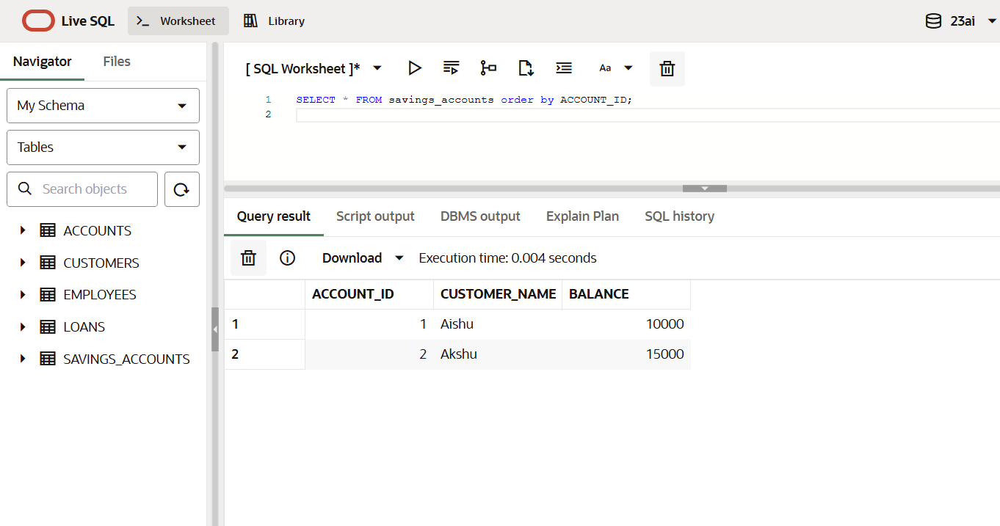 Live SQL
Worksheet
Library
23ai
Navigator
Files
My Schema
Tables
Search objects
ACCOUNTS
CUSTOMERS
EMPLOYEES
LOANS
SAVINGS_ACCOUNTS
[ SQL Worksheet ]*
Aa
1 SELECT * FROM savings_accounts order by ACCOUNT_ID;
2
Query result
Script output
DBMS output
Explain Plan
SQL history
Download
Execution time: 0.004 seconds
ACCOUNT_ID CUSTOMER_NAME BALANCE
1 1 Aishu 10000
2 2 Akshu 15000